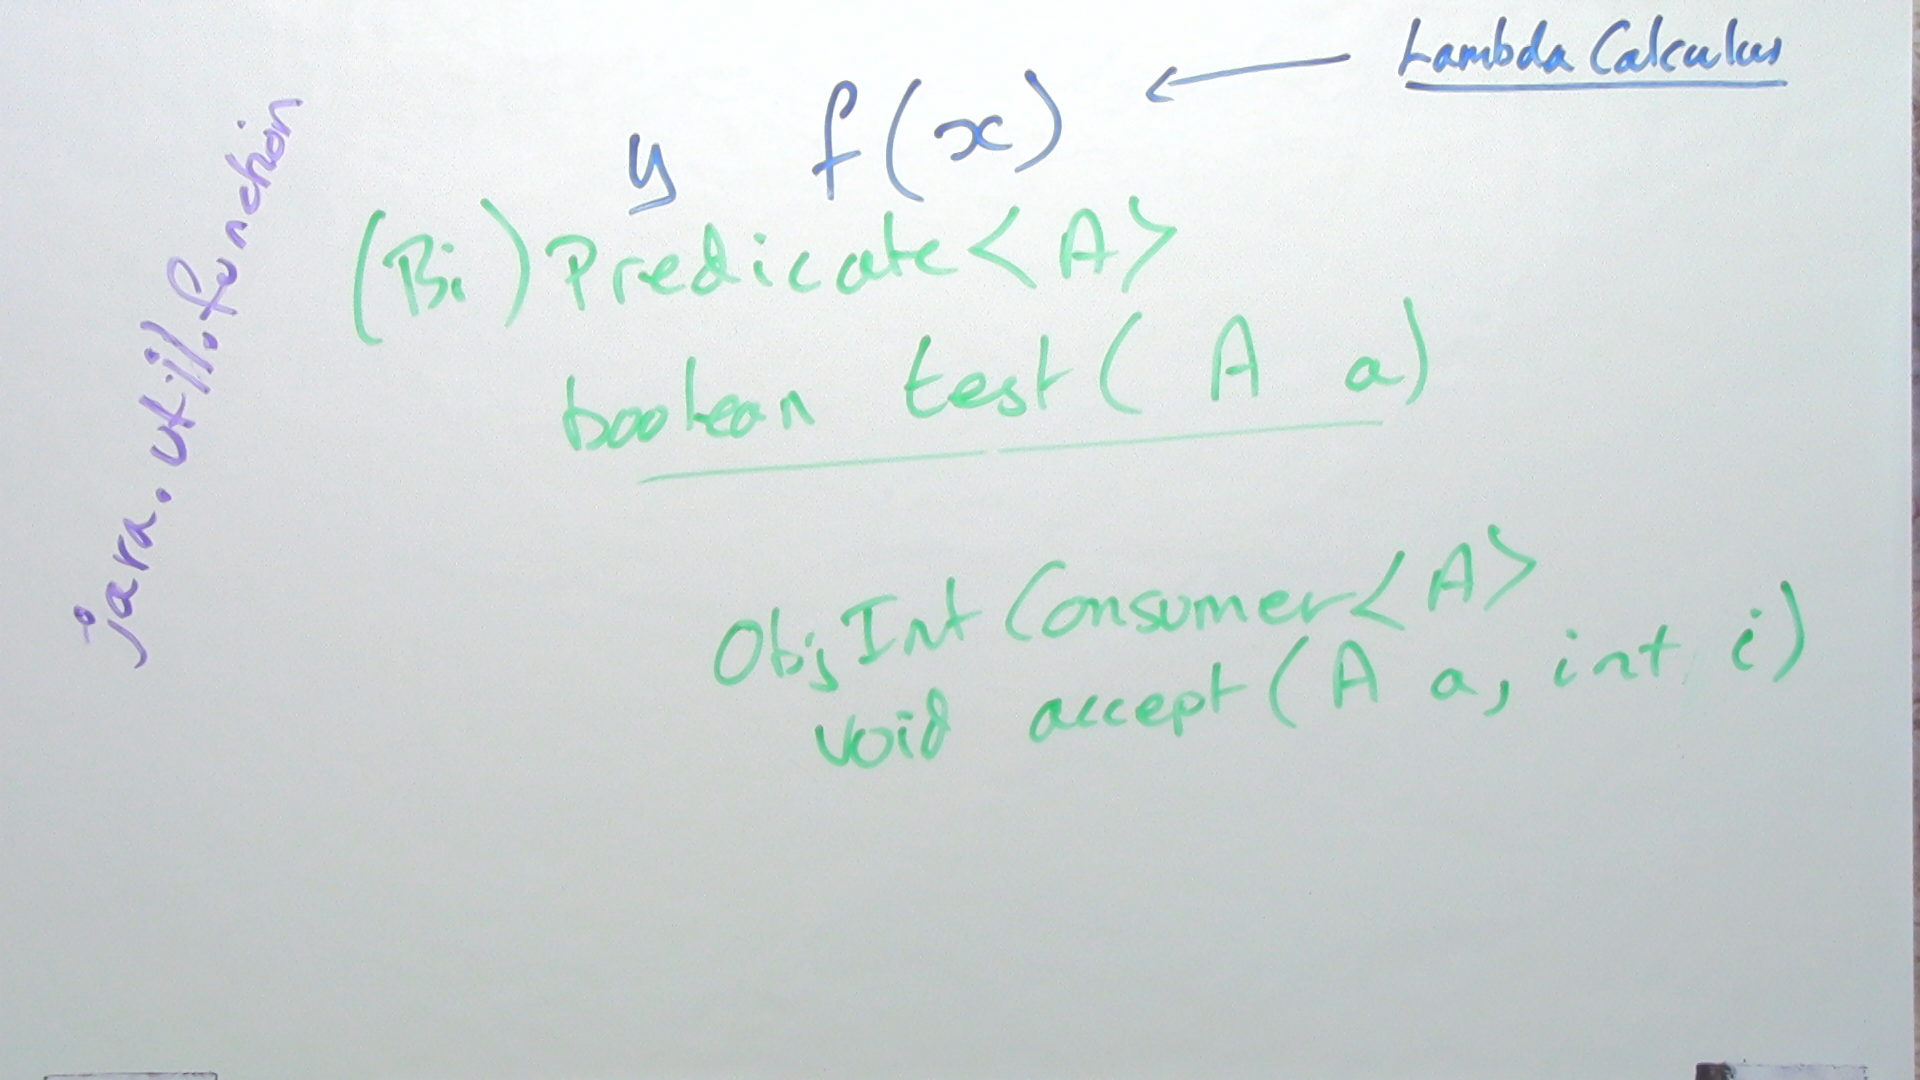 Lambda Calculus
y f(x)
(Bi) Predicate<A>
boolean test( A a)
ObjIntConsumer<A>
void accept(A a, int i)
java.util.function